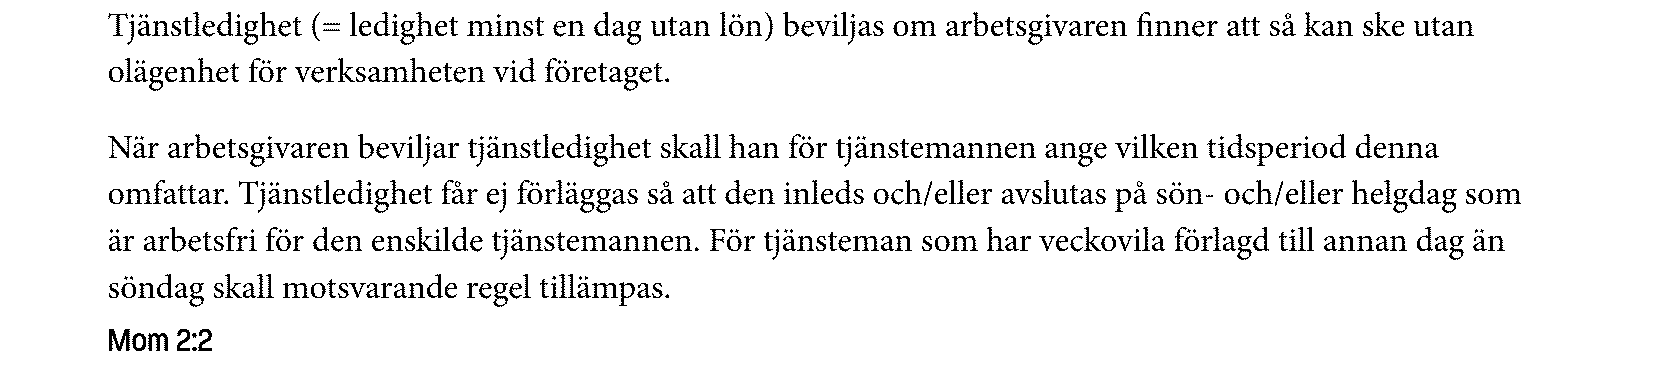 Tjänstledighet (= ledighet minst en dag utan lön) beviljas om arbetsgivaren finner att så kan ske utan
olägenhet för verksamheten vid företaget.
När arbetsgivaren beviljar tjänstledighet skall han för tjänstemannen ange vilken tidsperiod denna
omfattar. Tjänstledighet får ej förläggas så att den inleds och/eller avslutas på sön- och/eller helgdag som
är arbetsfri för den enskilde tjänstemannen. För tjänsteman som har veckovila förlagd till annan dag än
söndag skall motsvarande regel tillämpas.
Mom 2:2